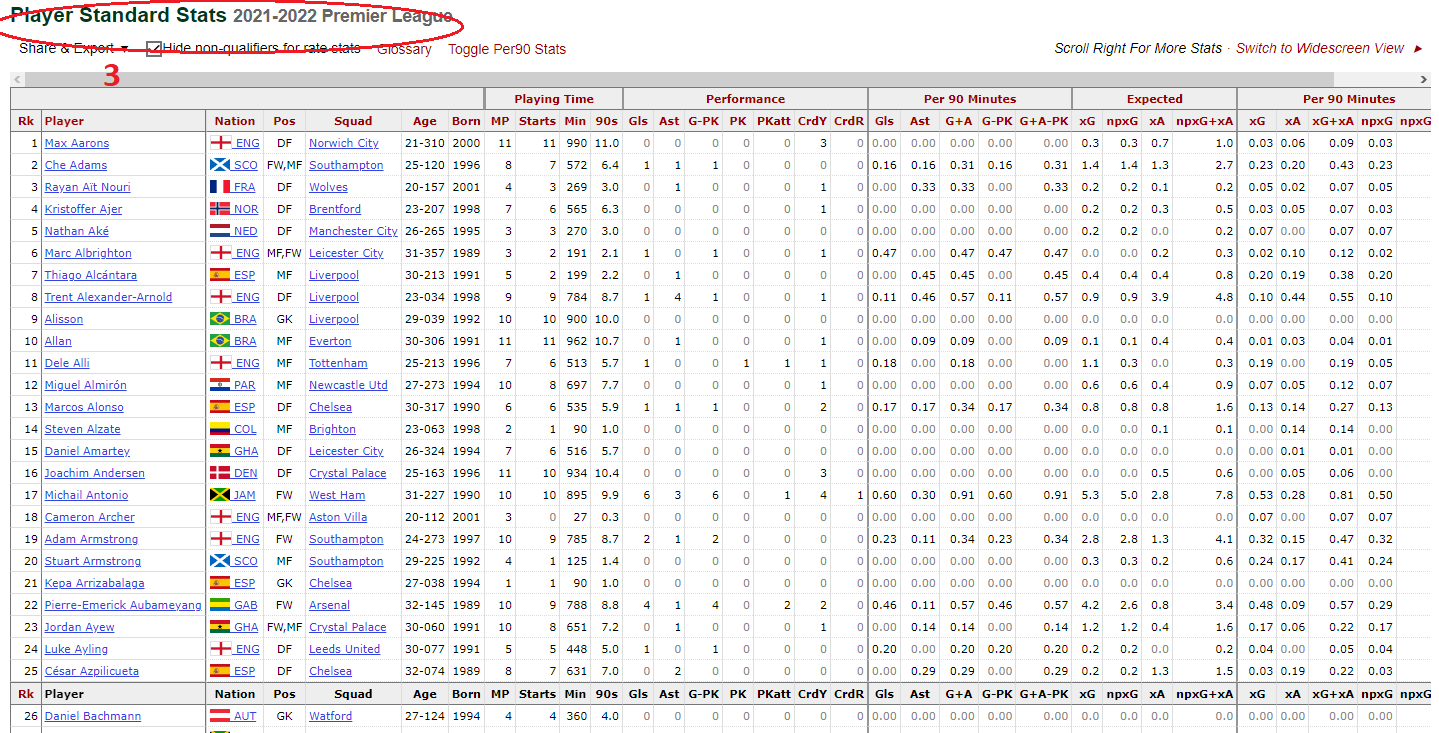 Player Standard Stats 2021-2022 Premier League
Share & Export ▼ Hide non-qualifiers for rate stats Glossary Toggle Per90 Stats Scroll Right For More Stats · Switch to Widescreen View ►
3
Playing Time Performance Per 90 Minutes Expected Per 90 Minutes
Rk Player Nation Pos Squad Age Born MP Starts Min 90s Gls Ast G-PK PK PKatt CrdY CrdR Gls Ast G+A G-PK G+A-PK xG npxG xA npxG+xA xG xA xG+xA npxG npxG
1 Max Aarons ENG DF Norwich City 21-310 2000 11 11 990 11.0 0 0 0 0 0 3 0 0.00 0.00 0.00 0.00 0.00 0.3 0.3 0.7 1.0 0.03 0.06 0.09 0.03
2 Che Adams SCO FW,MF Southampton 25-120 1996 8 7 572 6.4 1 1 1 0 0 0 0 0.16 0.16 0.31 0.16 0.31 1.4 1.4 1.3 2.7 0.23 0.20 0.43 0.23
3 Rayan Aït Nouri FRA DF Wolves 20-157 2001 4 3 269 3.0 0 1 0 0 0 1 0 0.00 0.33 0.33 0.00 0.33 0.2 0.2 0.1 0.2 0.05 0.02 0.07 0.05
4 Kristoffer Ajer NOR DF Brentford 23-207 1998 7 6 565 6.3 0 0 0 0 0 1 0 0.00 0.00 0.00 0.00 0.00 0.2 0.2 0.3 0.5 0.03 0.05 0.07 0.03
5 Nathan Aké NED DF Manchester City 26-265 1995 3 3 270 3.0 0 0 0 0 0 0 0 0.00 0.00 0.00 0.00 0.00 0.2 0.2 0.0 0.2 0.07 0.00 0.07 0.07
6 Marc Albrighton ENG MF,FW Leicester City 31-357 1989 3 2 191 2.1 1 0 1 0 0 1 0 0.47 0.00 0.47 0.47 0.47 0.0 0.0 0.2 0.3 0.02 0.10 0.12 0.02
7 Thiago Alcántara ESP MF Liverpool 30-213 1991 5 2 199 2.2 0 1 0 0 0 0 0 0.00 0.45 0.45 0.00 0.45 0.4 0.4 0.4 0.8 0.20 0.19 0.38 0.20
8 Trent Alexander-Arnold ENG DF Liverpool 23-034 1998 9 9 784 8.7 1 4 1 0 0 1 0 0.11 0.46 0.57 0.11 0.57 0.9 0.9 3.9 4.8 0.10 0.44 0.55 0.10
9 Alisson BRA GK Liverpool 29-039 1992 10 10 900 10.0 0 0 0 0 0 0 0 0.00 0.00 0.00 0.00 0.00 0.0 0.0 0.0 0.0 0.00 0.00 0.00 0.00
10 Allan BRA MF Everton 30-306 1991 11 11 962 10.7 0 1 0 0 0 1 0 0.00 0.09 0.09 0.00 0.09 0.1 0.1 0.4 0.4 0.01 0.03 0.04 0.01
11 Dele Alli ENG MF Tottenham 25-213 1996 7 6 513 5.7 1 0 0 1 1 1 0 0.18 0.00 0.18 0.00 0.00 1.1 0.3 0.0 0.3 0.19 0.00 0.19 0.05
12 Miguel Almirón PAR MF Newcastle Utd 27-273 1994 10 8 697 7.7 0 0 0 0 0 1 0 0.00 0.00 0.00 0.00 0.00 0.6 0.6 0.4 0.9 0.07 0.05 0.12 0.07
13 Marcos Alonso ESP DF Chelsea 30-317 1990 6 6 535 5.9 1 1 1 0 0 2 0 0.17 0.17 0.34 0.17 0.34 0.8 0.8 0.8 1.6 0.13 0.14 0.27 0.13
14 Steven Alzate COL MF Brighton 23-063 1998 2 1 90 1.0 0 0 0 0 0 0 0 0.00 0.00 0.00 0.00 0.00 0.0 0.0 0.1 0.1 0.00 0.14 0.14 0.00
15 Daniel Amartey GHA DF Leicester City 26-324 1994 7 6 516 5.7 0 0 0 0 0 0 0 0.00 0.00 0.00 0.00 0.00 0.0 0.0 0.0 0.0 0.00 0.01 0.01 0.00
16 Joachim Andersen DEN DF Crystal Palace 25-163 1996 11 10 934 10.4 0 0 0 0 0 3 0 0.00 0.00 0.00 0.00 0.00 0.0 0.0 0.5 0.6 0.00 0.05 0.06 0.00
17 Michail Antonio JAM FW West Ham 31-227 1990 10 10 895 9.9 6 3 6 0 1 4 1 0.60 0.30 0.91 0.60 0.91 5.3 5.0 2.8 7.8 0.53 0.28 0.81 0.50
18 Cameron Archer ENG MF,FW Aston Villa 20-112 2001 3 0 27 0.3 0 0 0 0 0 0 0 0.00 0.00 0.00 0.00 0.00 0.0 0.0 0.0 0.0 0.07 0.00 0.07 0.07
19 Adam Armstrong ENG FW Southampton 24-273 1997 10 9 785 8.7 2 1 2 0 0 0 0 0.23 0.11 0.34 0.23 0.34 2.8 2.8 1.3 4.1 0.32 0.15 0.47 0.32
20 Stuart Armstrong SCO MF Southampton 29-225 1992 4 1 125 1.4 0 0 0 0 0 0 0 0.00 0.00 0.00 0.00 0.00 0.3 0.3 0.2 0.6 0.24 0.17 0.41 0.24
21 Kepa Arrizabalaga ESP GK Chelsea 27-038 1994 1 1 90 1.0 0 0 0 0 0 0 0 0.00 0.00 0.00 0.00 0.00 0.0 0.0 0.0 0.0 0.00 0.00 0.00 0.00
22 Pierre-Emerick Aubameyang GAB FW Arsenal 32-145 1989 10 9 788 8.8 4 1 4 0 2 2 0 0.46 0.11 0.57 0.46 0.57 4.2 2.6 0.8 3.4 0.48 0.09 0.57 0.29
23 Jordan Ayew GHA FW,MF Crystal Palace 30-060 1991 10 8 651 7.2 0 1 0 0 0 1 0 0.00 0.14 0.14 0.00 0.14 1.2 1.2 0.4 1.6 0.17 0.06 0.22 0.17
24 Luke Ayling ENG DF Leeds United 30-077 1991 5 5 448 5.0 1 0 1 0 0 0 0 0.20 0.00 0.20 0.20 0.20 0.2 0.2 0.0 0.2 0.04 0.00 0.05 0.04
25 César Azpilicueta ESP DF Chelsea 32-074 1989 8 7 631 7.0 0 2 0 0 0 0 0 0.00 0.29 0.29 0.00 0.29 0.2 0.2 1.3 1.5 0.03 0.19 0.22 0.03
Rk Player Nation Pos Squad Age Born MP Starts Min 90s Gls Ast G-PK PK PKatt CrdY CrdR Gls Ast G+A G-PK G+A-PK xG npxG xA npxG+xA xG xA xG+xA npxG npxG
26 Daniel Bachmann AUT GK Watford 27-124 1994 4 4 360 4.0 0 0 0 0 0 0 0 0.00 0.00 0.00 0.00 0.00 0.0 0.0 0.0 0.0 0.00 0.00 0.00 0.00